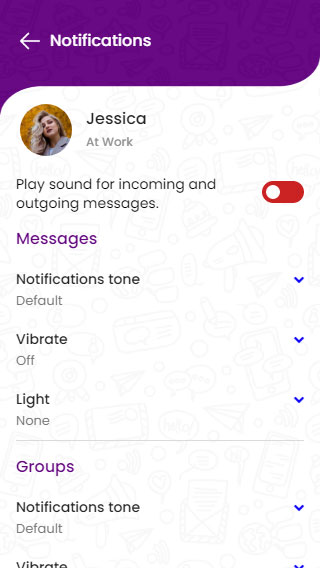 Notifications
Jessica
At Work
Play sound for incoming and
outgoing messages.
Messages
Notifications tone
Default
Vibrate
Off
Light
None
Groups
Notifications tone
Default
Vibrate